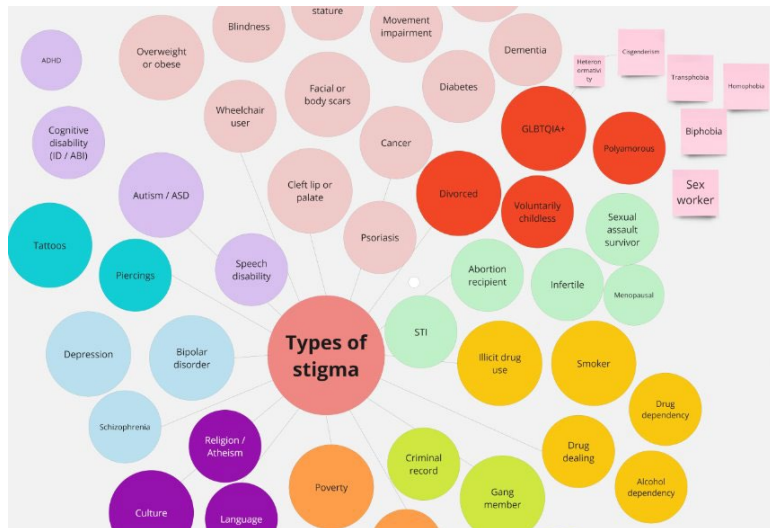 stature
Blindness
Movement
impairment
ADHD
Overweight
or obese
Dementia
Heteron
ormativi
ty
Cisgenderism
Transphobia
Homophobia
Facial or
body scars
Diabetes
Wheelchair
user
GLBTQIA+
Biphobia
Cognitive
disability
(ID / ABI)
Cancer
Polyamorous
Autism / ASD
Cleft lip or
palate
Divorced
Voluntarily
childless
Sex
worker
Tattoos
Piercings
Speech
disability
Psoriasis
Sexual
assault
survivor
Abortion
recipient
Infertile
Menopausal
STI
Types of
stigma
Depression
Bipolar
disorder
Illicit drug
use
Smoker
Schizophrenia
Drug
dependency
Religion /
Atheism
Criminal
record
Drug
dealing
Poverty
Gang
member
Alcohol
dependency
Culture
Language